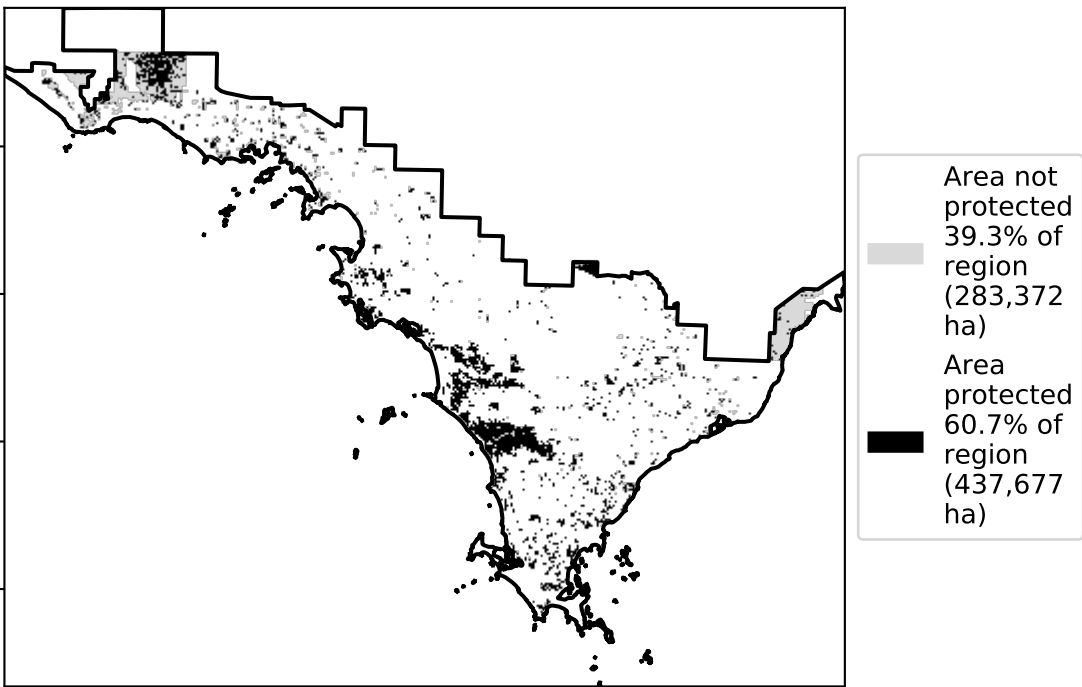 Area not
protected
39.3% of
region
(283,372
ha)
Area
protected
60.7% of
region
(437,677
ha)